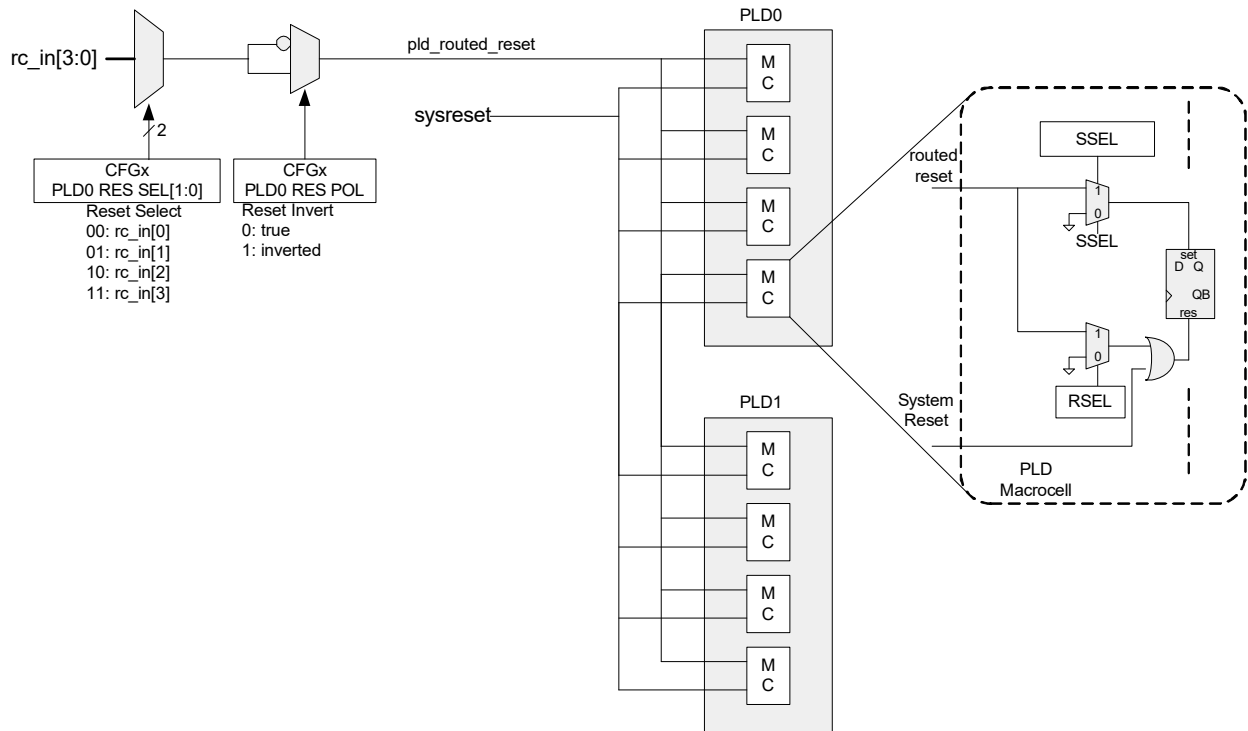 rc_in[3:0]
2
CFGx
PLD0 RES SEL[1:0]
Reset Select
00: rc_in[0]
01: rc_in[1]
10: rc_in[2]
11: rc_in[3]
CFGx
PLD0 RES POL
Reset Invert
0: true
1: inverted
pld_routed_reset
sysreset
PLD0
M
C
M
C
M
C
M
C
PLD1
M
C
M
C
M
C
M
C
routed
reset
SSEL
1
0
SSEL
set
D Q
QB
res
1
0
RSEL
System
Reset
PLD
Macrocell